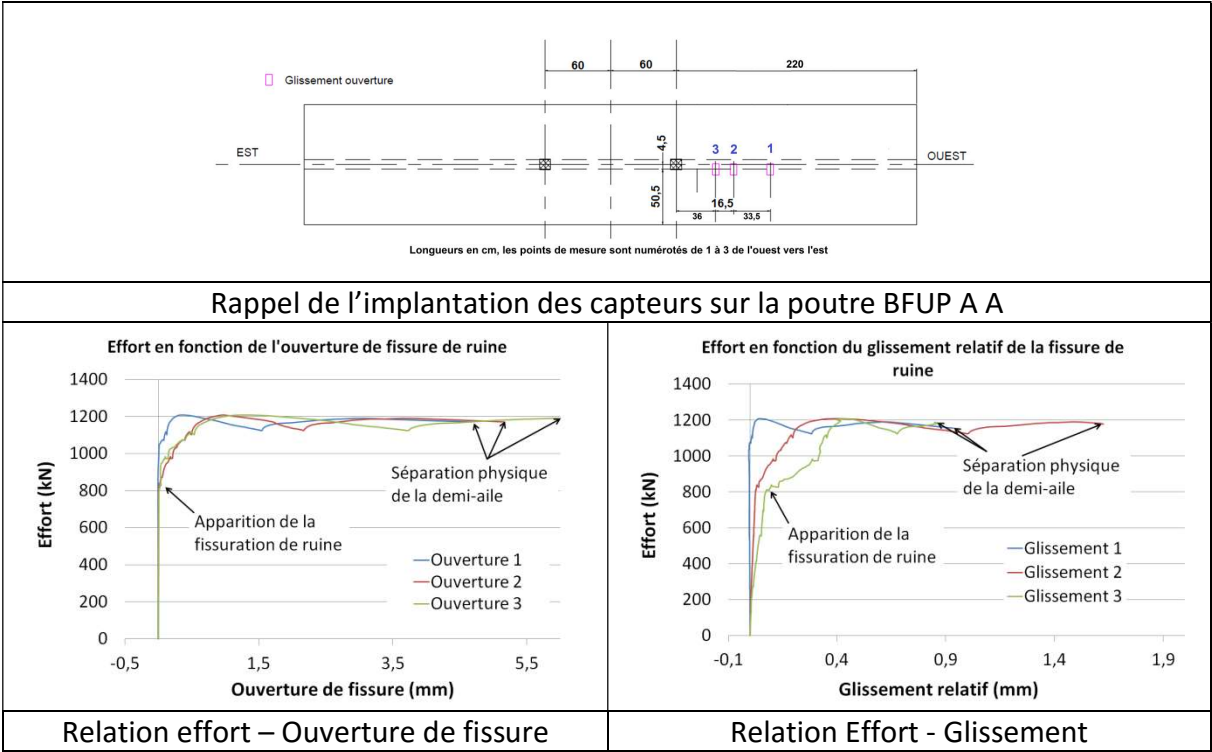 60 60 220
Glissement ouverture
EST
4,5
3 2 1
OUEST
50,5
16,5
36 33,5
Longueurs en cm, les points de mesure sont numérotés de 1 à 3 de l'ouest vers l'est
Rappel de l’implantation des capteurs sur la poutre BFUP A A
Effort en fonction de l'ouverture de fissure de ruine
1400
1200
1000
800
600
400
200
0
Effort (kN)
Séparation physique
de la demi-aile
Apparition de la
fissuration de ruine
Ouverture 1
Ouverture 2
Ouverture 3
-0,5 1,5 3,5 5,5
Ouverture de fissure (mm)
Relation effort – Ouverture de fissure
Effort en fonction du glissement relatif de la fissure de
ruine
1400
1200
1000
800
600
400
200
0
Effort (kN)
Séparation physique
de la demi-aile
Apparition de la
fissuration de ruine
Glissement 1
Glissement 2
Glissement 3
-0,1 0,4 0,9 1,4 1,9
Glissement relatif (mm)
Relation Effort - Glissement